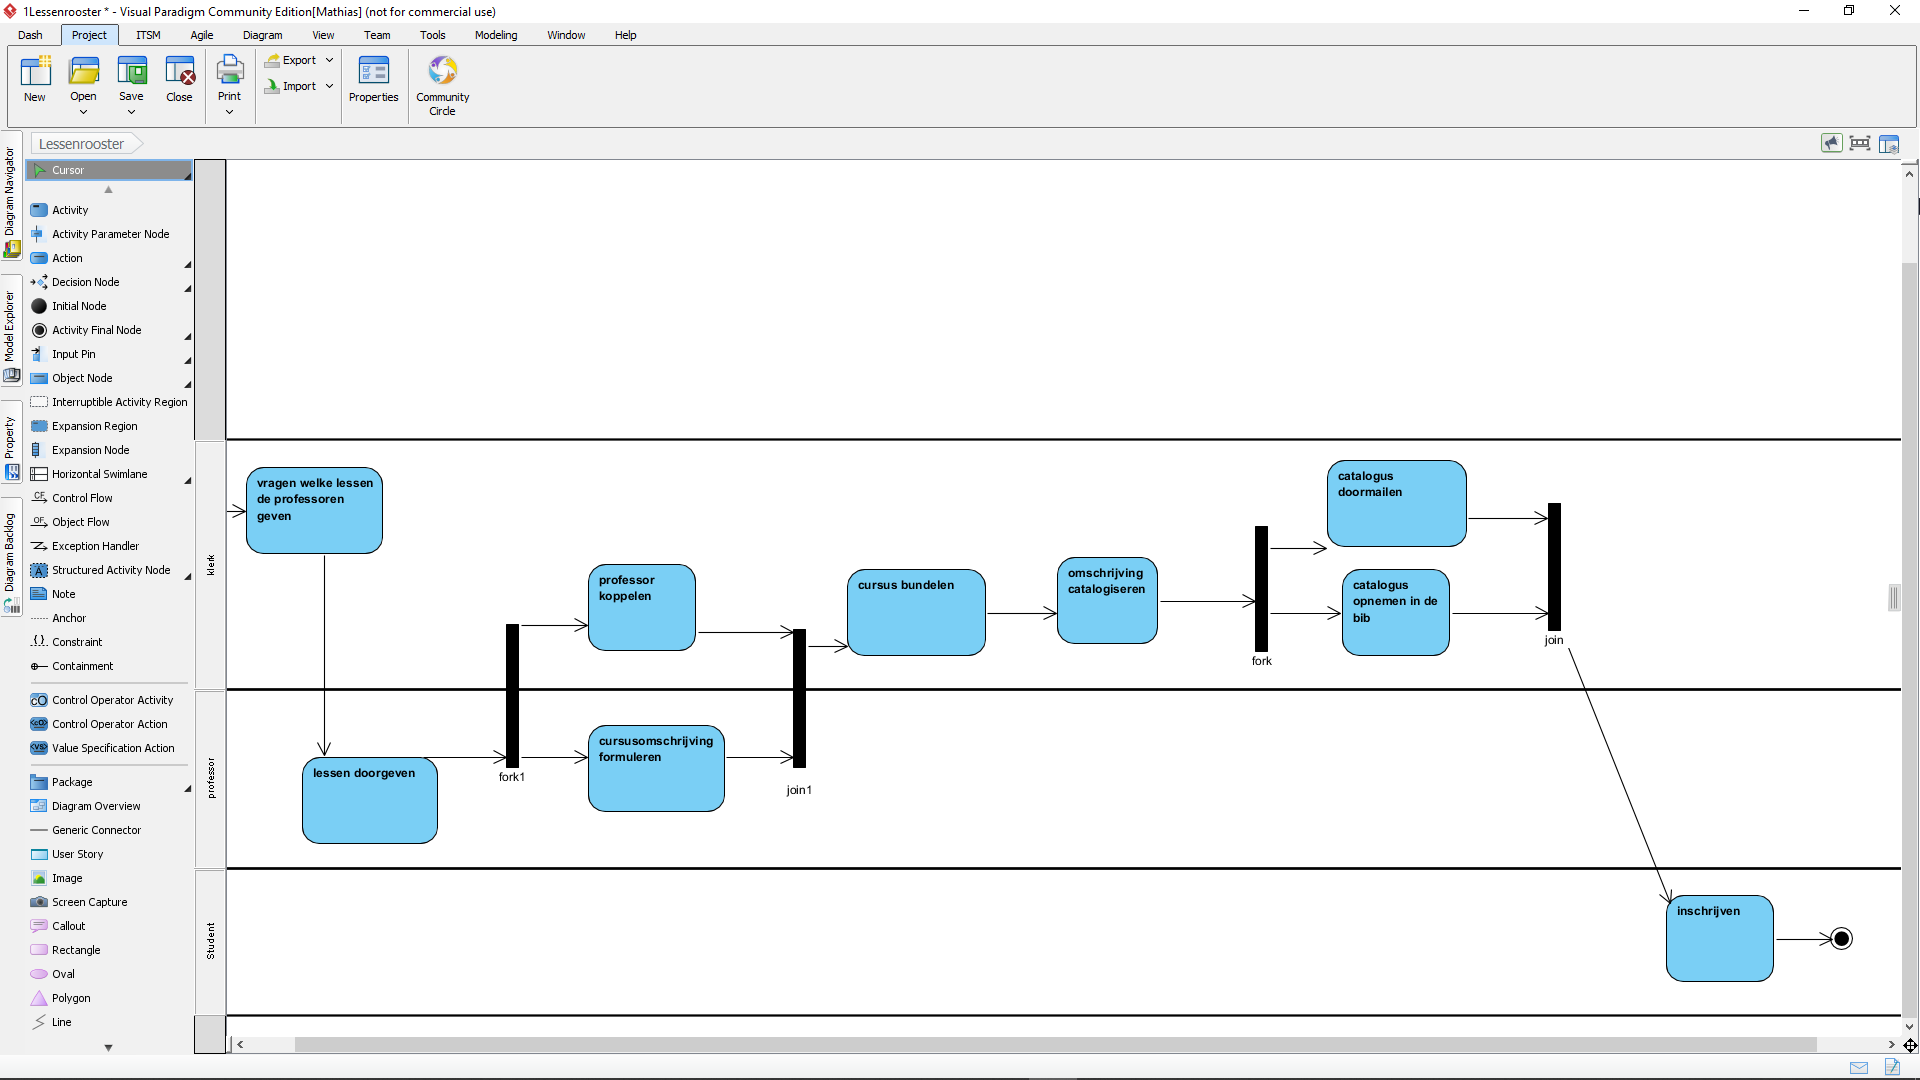 1Lessenrooster * - Visual Paradigm Community Edition[Mathias] (not for commercial use)
Dash Project ITSM Agile Diagram View Team Tools Modeling Window Help
New Open Save Close Print Export Import Properties Community Circle
Lessenrooster
Diagram Navigator
Model Explorer
Property
Diagram Backlog
Cursor
Activity
Activity Parameter Node
Action
Decision Node
Initial Node
Activity Final Node
Input Pin
Object Node
Interruptible Activity Region
Expansion Region
Expansion Node
Horizontal Swimlane
CF Control Flow
OF Object Flow
Exception Handler
A Structured Activity Node
Note
Anchor
{.} Constraint
Containment
cO Control Operator Activity
«cO» Control Operator Action
«vs» Value Specification Action
Package
Diagram Overview
Generic Connector
User Story
Image
Screen Capture
Callout
Rectangle
Oval
Polygon
Line
klerk
vragen welke lessen
de professoren
geven
professor
koppelen
cursus bundelen
omschrijving
catalogiseren
fork
catalogus
doormailen
catalogus
opnemen in de
bib
join
professor
lessen doorgeven
fork1
cursusomschrijving
formuleren
join1
Student
inschrijven